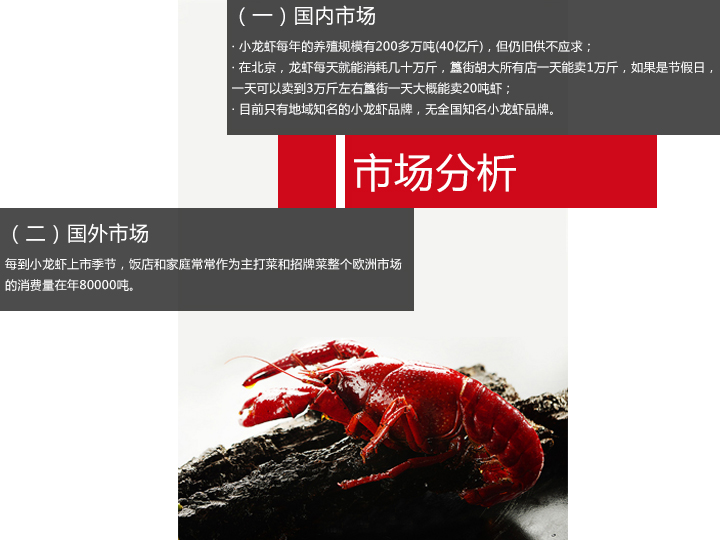 （一）国内市场
· 小龙虾每年的养殖规模有200多万吨(40亿斤)，但仍旧供不应求；
· 在北京，龙虾每天就能消耗几十万斤，簋街胡大所有店一天能卖1万斤，如果是节假日，
一天可以卖到3万斤左右簋街一天大概能卖20吨虾；
· 目前只有地域知名的小龙虾品牌，无全国知名小龙虾品牌。
市场分析
（二）国外市场
每到小龙虾上市季节，饭店和家庭常常作为主打菜和招牌菜整个欧洲市场
的消费量在年80000吨。